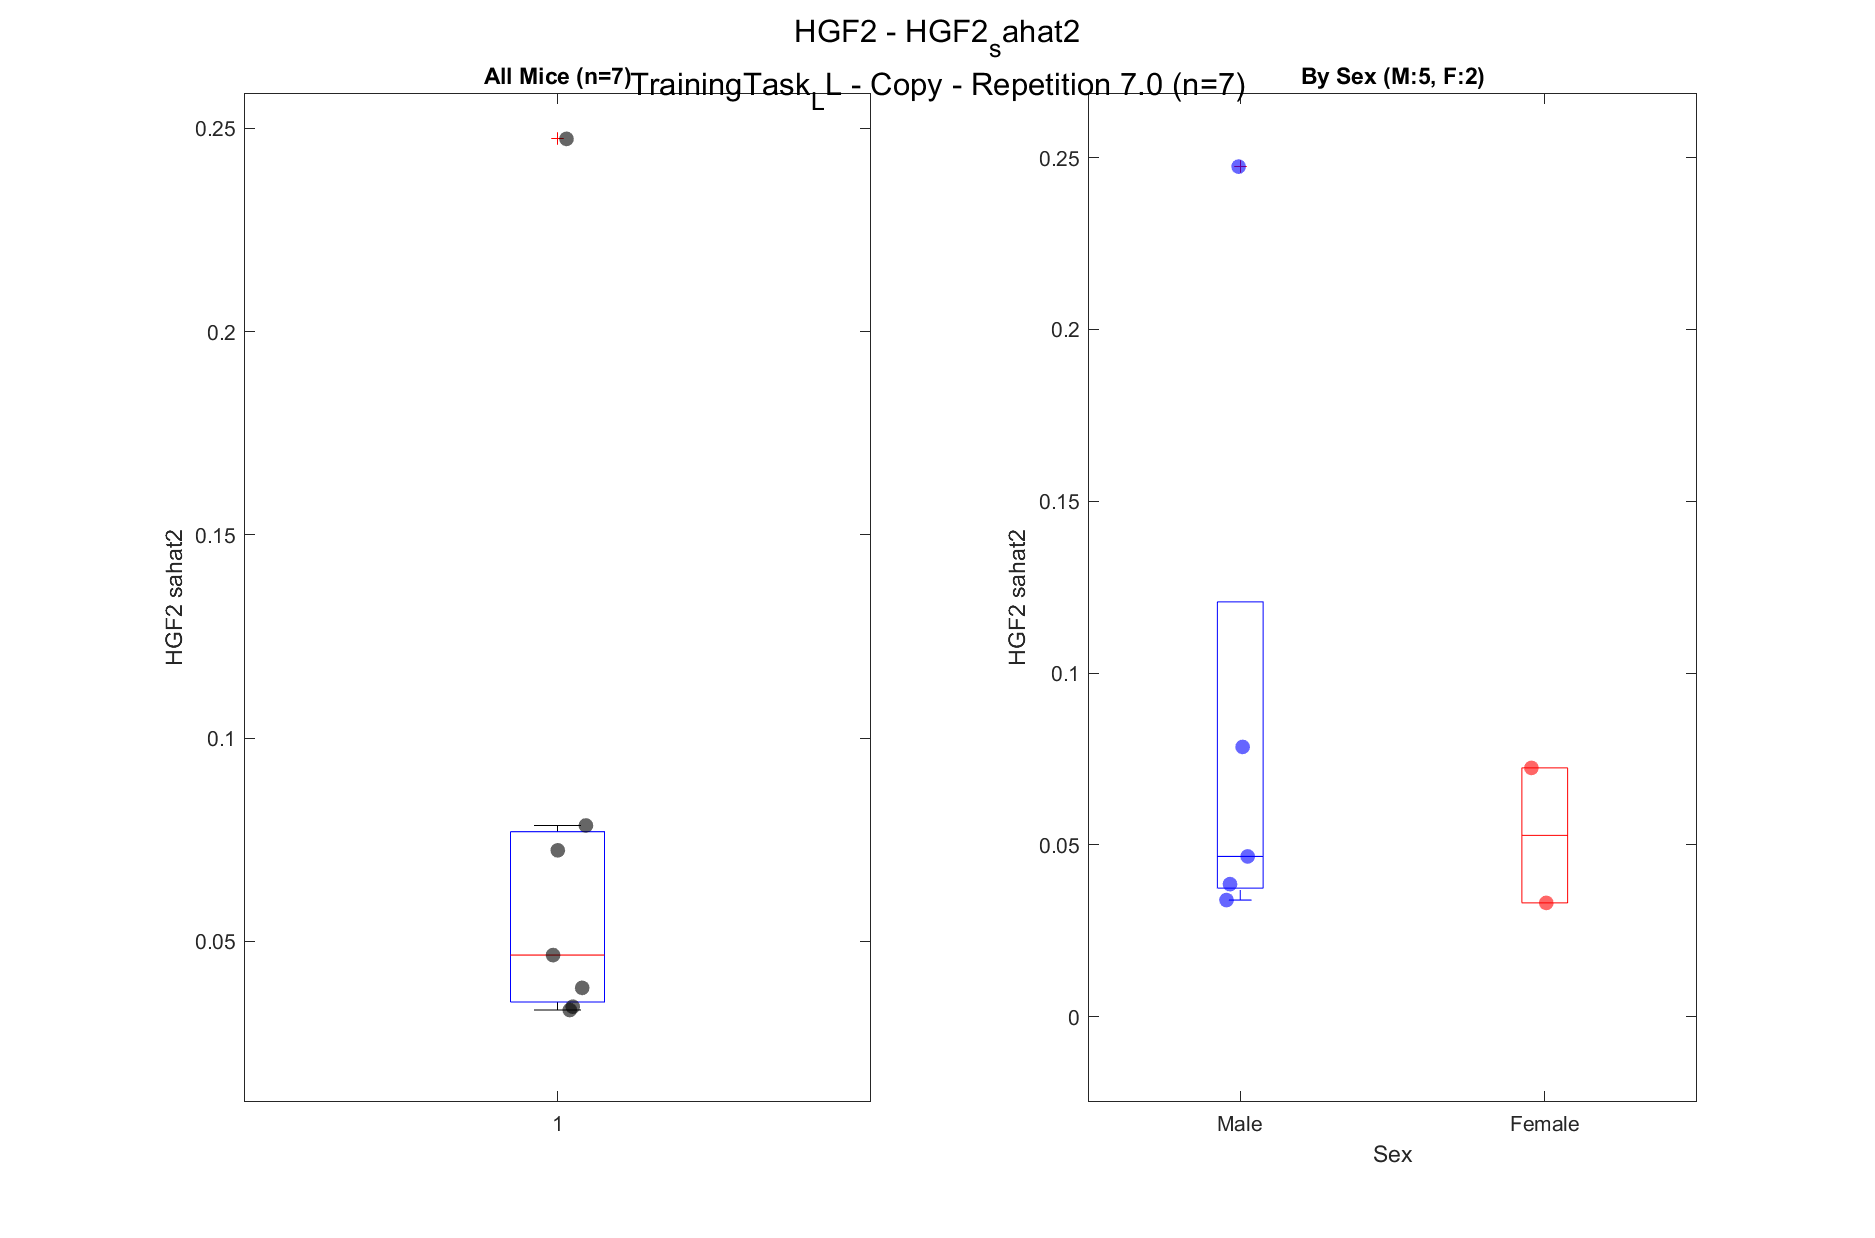 HGF2 - HGF2_sahat2
TrainingTask_LL - Copy - Repetition 7.0 (n=7)
All Mice (n=7)
HGF2 sahat2
0.25
0.2
0.15
0.1
0.05
1
By Sex (M:5, F:2)
HGF2 sahat2
0.25
0.2
0.15
0.1
0.05
0
Male Female
Sex